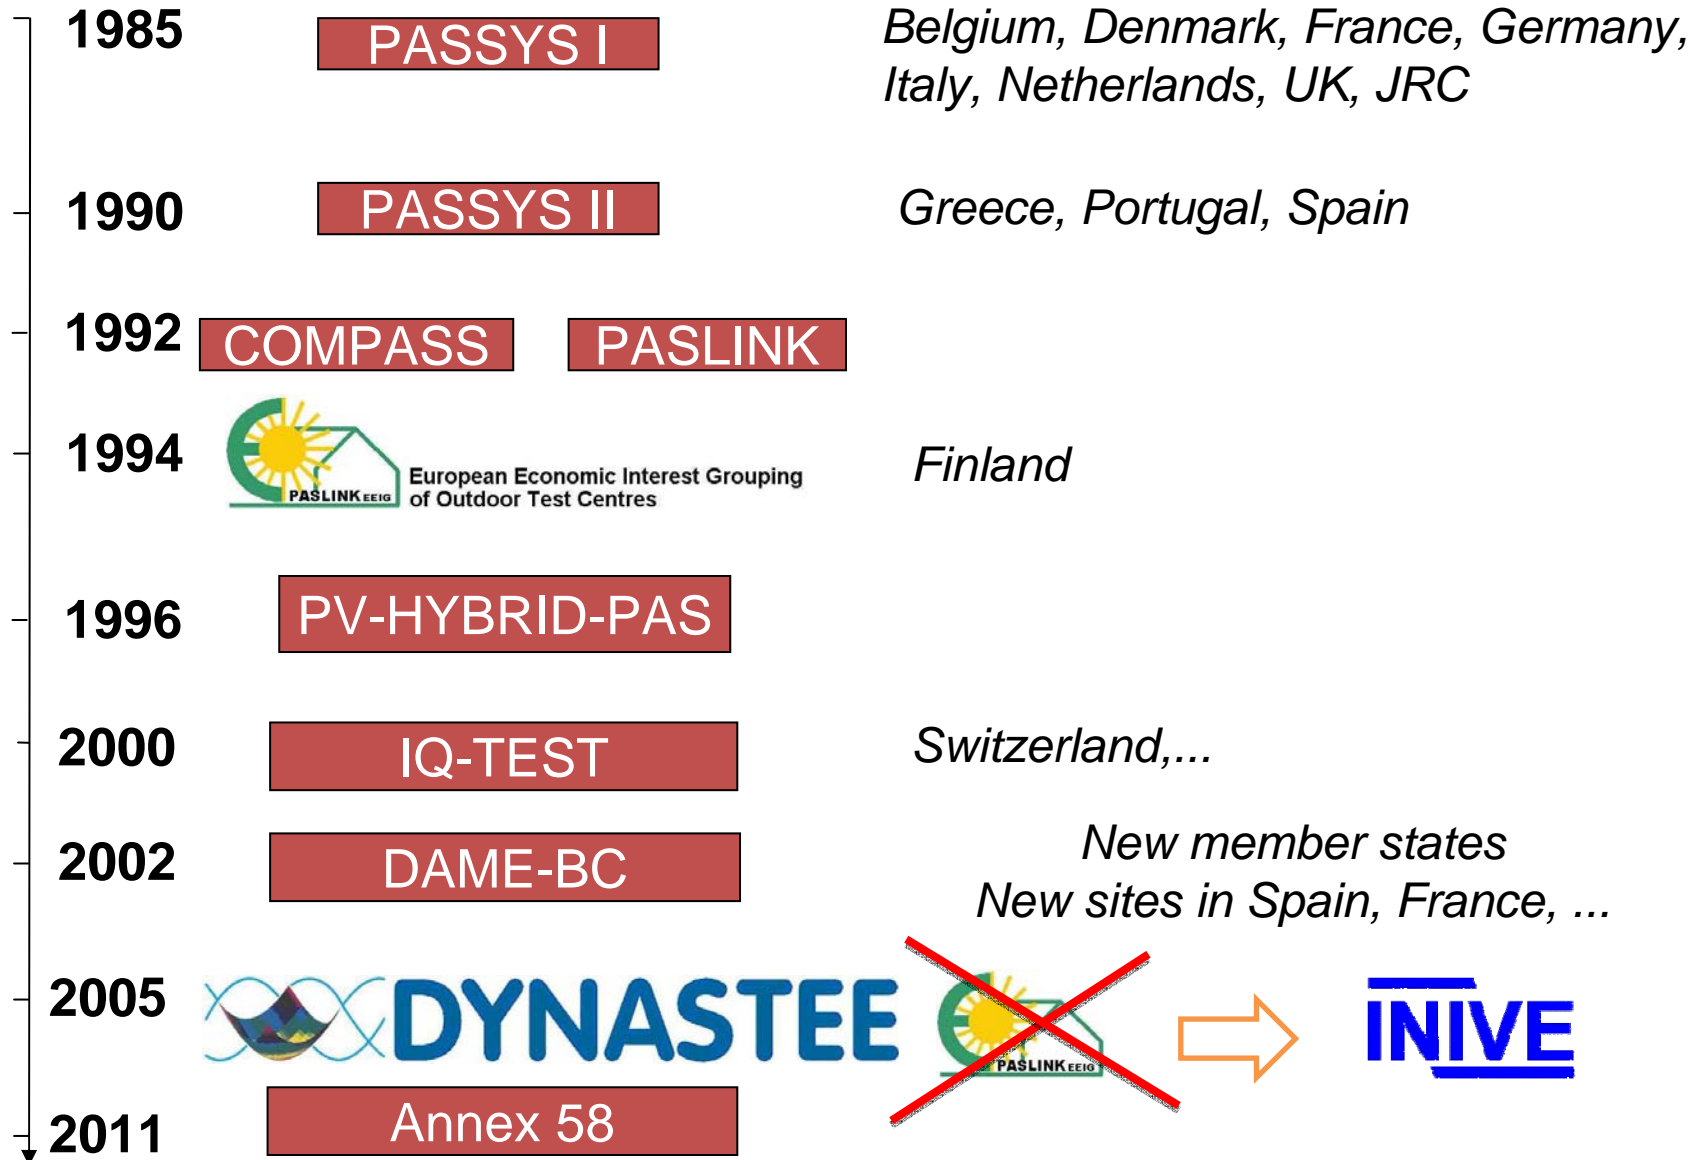 1985
PASSYS I
Belgium, Denmark, France, Germany,
Italy, Netherlands, UK, JRC
1990
PASSYS II
Greece, Portugal, Spain
1992
COMPASS
PASLINK
1994
PASLINK EEIG
European Economic Interest Grouping
of Outdoor Test Centres
Finland
1996
PV-HYBRID-PAS
2000
IQ-TEST
Switzerland,...
2002
DAME-BC
New member states
New sites in Spain, France, ...
2005
DYNASTEE
PASLINK EEIG
INIVE
2011
Annex 58